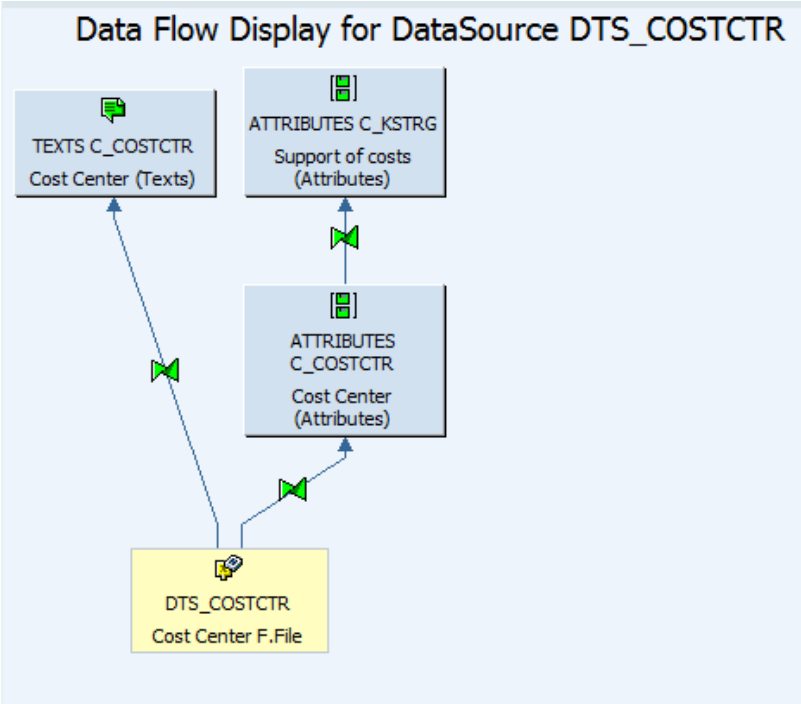 Data Flow Display for DataSource DTS_COSTCTR
TEXTS C_COSTCTR
Cost Center (Texts)
ATTRIBUTES C_KSTRG
Support of costs
(Attributes)
ATTRIBUTES
C_COSTCTR
Cost Center
(Attributes)
DTS_COSTCTR
Cost Center F.File